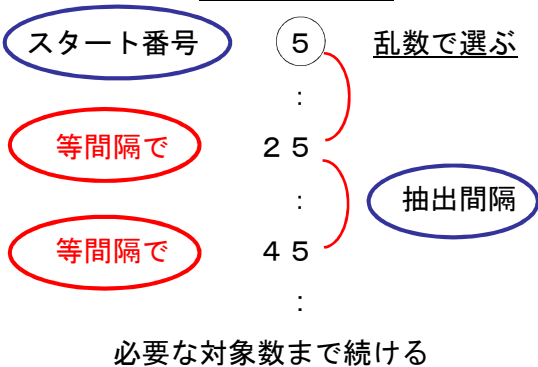 スタート番号 5 乱数で選ぶ
:
等間隔で 25
: 抽出間隔
等間隔で 45
:
必要な対象数まで続ける